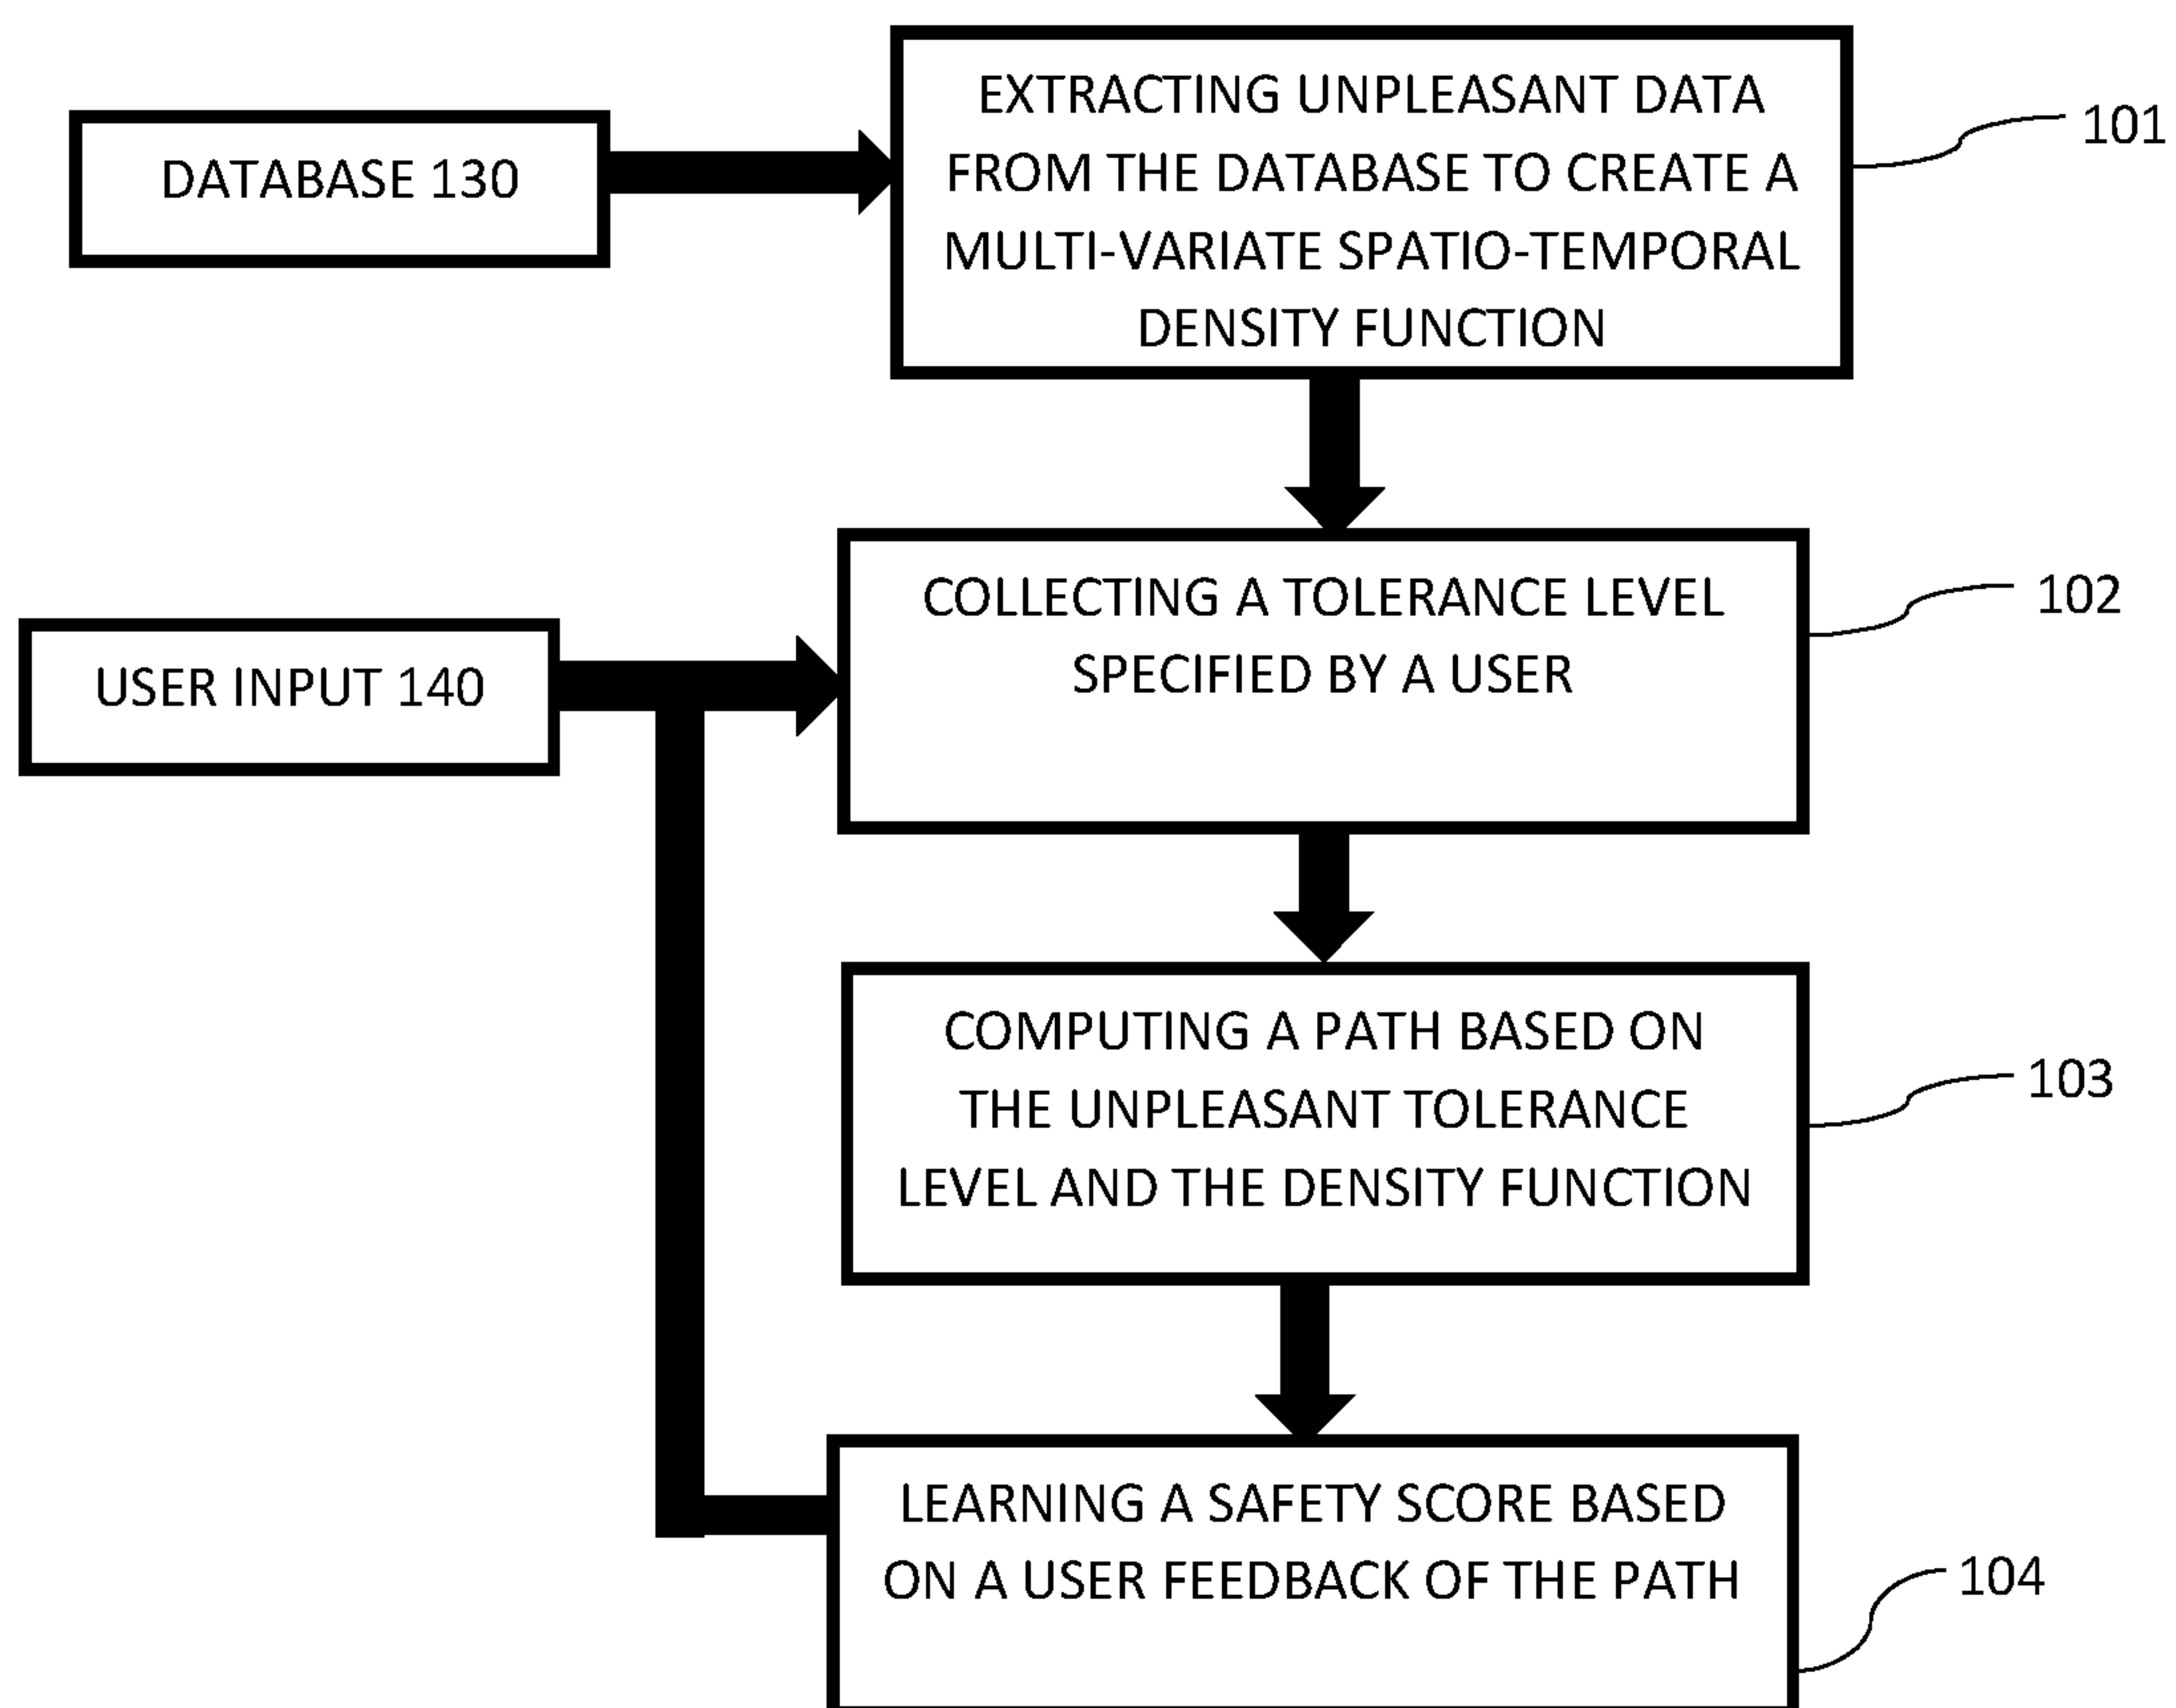 EXTRACTING UNPLEASANT DATA
FROM THE DATABASE TO CREATE A
MULTI-VARIATE SPATIO-TEMPORAL
DENSITY FUNCTION
101
DATABASE 130
COLLECTING A TOLERANCE LEVEL
SPECIFIED BY A USER
102
USER INPUT 140
COMPUTING A PATH BASED ON
THE UNPLEASANT TOLERANCE
LEVEL AND THE DENSITY FUNCTION
103
LEARNING A SAFETY SCORE BASED
ON A USER FEEDBACK OF THE PATH
104